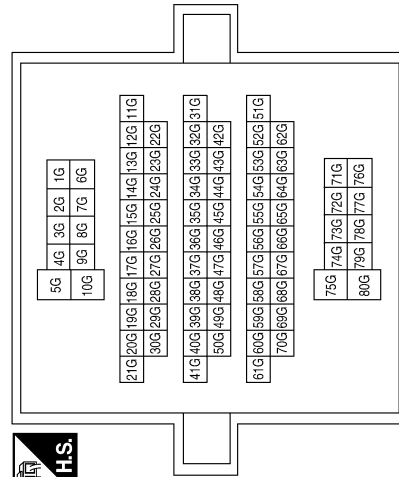 5G 4G 3G 2G 1G
10G 9G 8G 7G 6G
21G 20G 19G 18G 17G 16G 15G 14G 13G 12G 11G
30G 29G 28G 27G 26G 25G 24G 23G 22G
41G 40G 39G 38G 37G 36G 35G 34G 33G 32G 31G
50G 49G 48G 47G 46G 45G 44G 43G 42G
61G 60G 59G 58G 57G 56G 55G 54G 53G 52G 51G
70G 69G 68G 67G 66G 65G 64G 63G 62G
75G 74G 73G 72G 71G
80G 79G 78G 77G 76G
H.S.